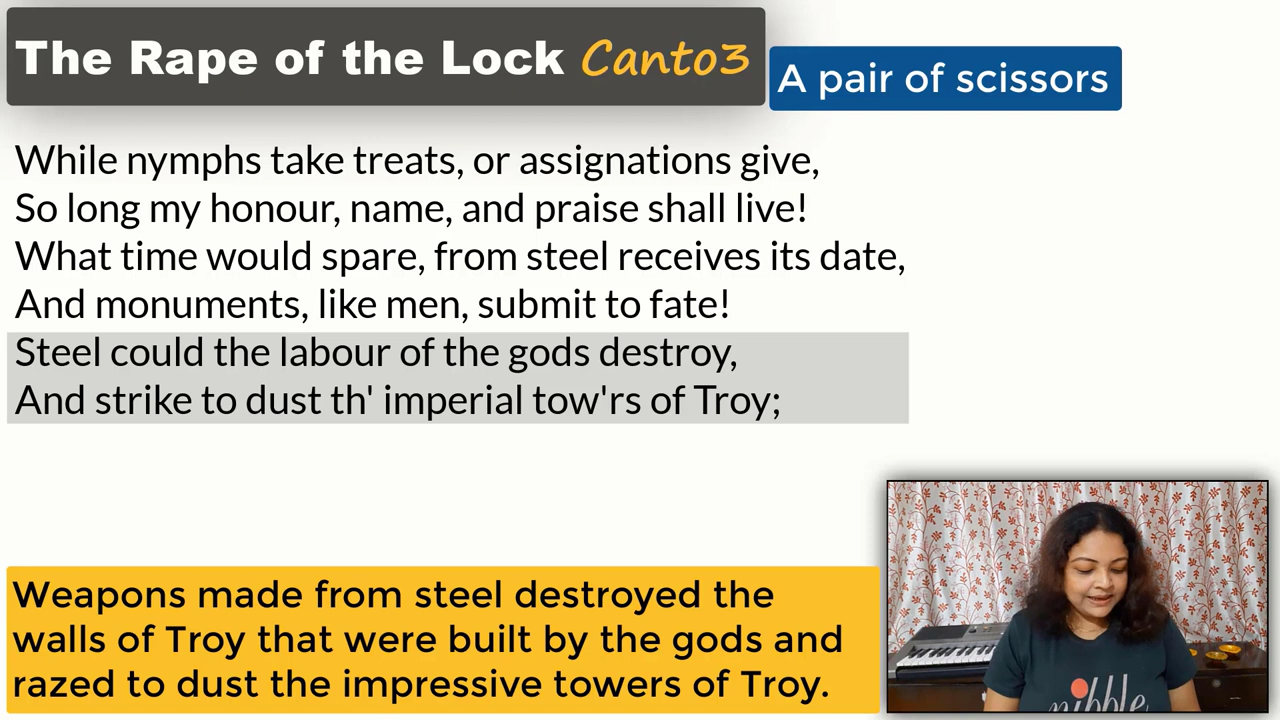 The Rape of the Lock Canto3
A pair of scissors
While nymphs take treats, or assignations give,
So long my honour, name, and praise shall live!
What time would spare, from steel receives its date,
And monuments, like men, submit to fate!
Steel could the labour of the gods destroy,
And strike to dust th' imperial tow'rs of Troy;
Weapons made from steel destroyed the
walls of Troy that were built by the gods and
razed to dust the impressive towers of Troy.
nibble